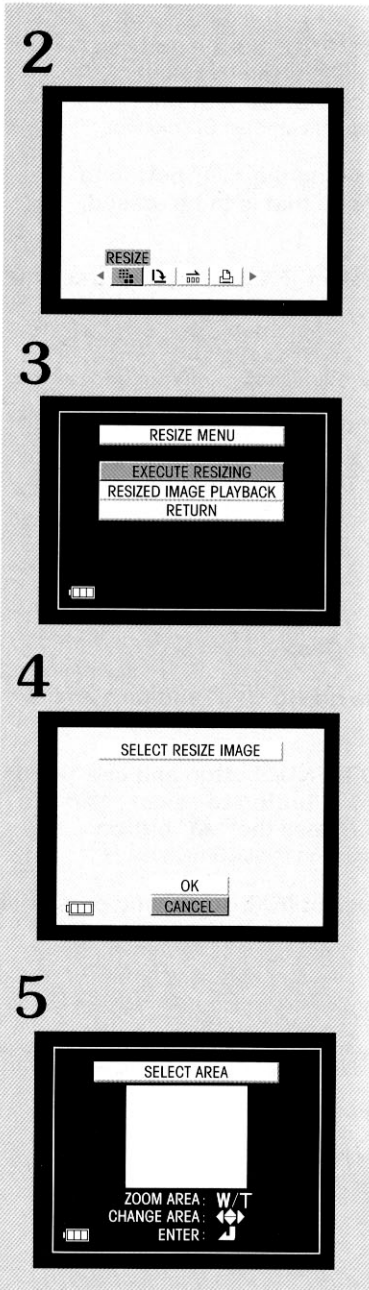 2
RESIZE
3
RESIZE MENU
EXECUTE RESIZING
RESIZED IMAGE PLAYBACK
RETURN
4
SELECT RESIZE IMAGE
OK
CANCEL
5
SELECT AREA
ZOOM AREA: W/T
CHANGE AREA:
ENTER: